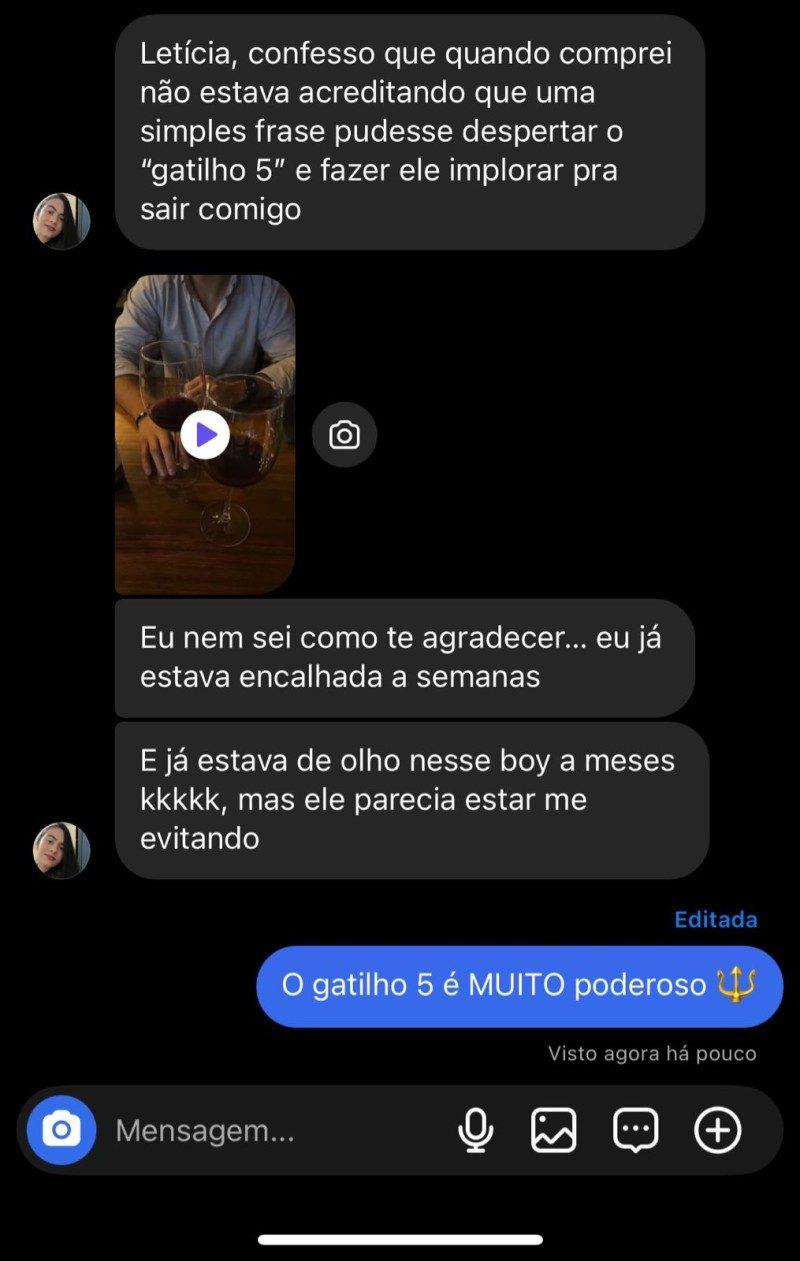 Letícia, confesso que quando comprei
não estava acreditando que uma
simples frase pudesse despertar o
“gatilho 5” e fazer ele implorar pra
sair comigo
Eu nem sei como te agradecer... eu já
estava encalhada a semanas
E já estava de olho nesse boy a meses
kkkkk, mas ele parecia estar me
evitando
Editada
O gatilho 5 é MUITO poderoso 🔱
Visto agora há pouco
Mensagem...